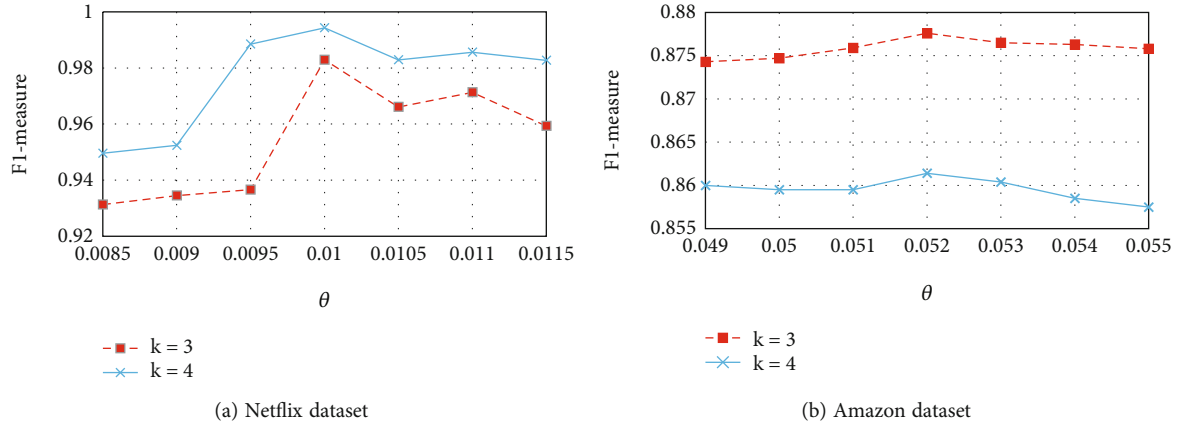 1
0.98
0.96
0.94
0.92
F1-measure
0.0085 0.009 0.0095 0.01 0.0105 0.011 0.0115
θ
k = 3
k = 4
(a) Netflix dataset
0.88
0.875
0.87
0.865
0.86
0.855
F1-measure
0.049 0.05 0.051 0.052 0.053 0.054 0.055
θ
k = 3
k = 4
(b) Amazon dataset